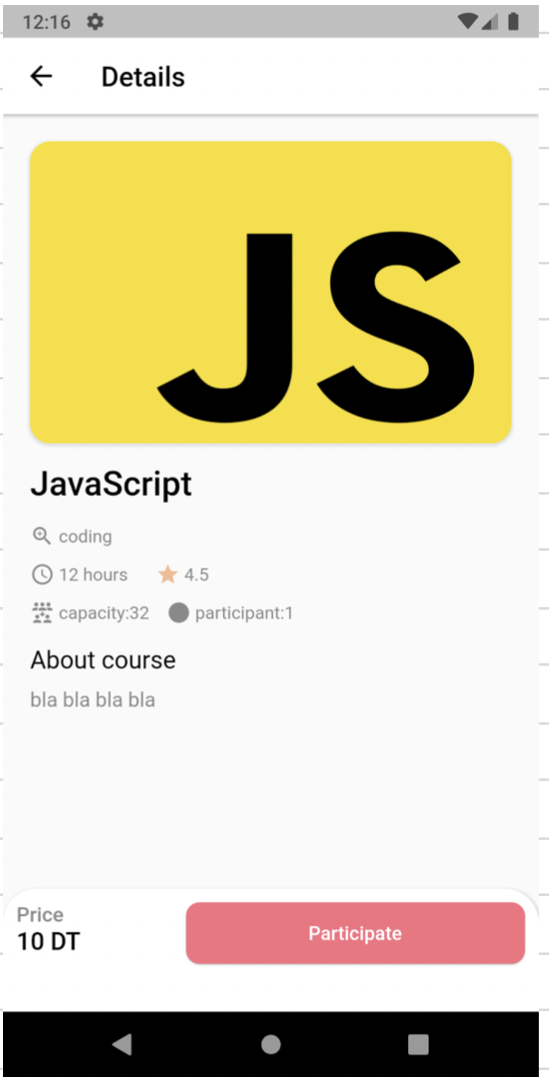 12:16
Details
JS
JavaScript
coding
12 hours 4.5
capacity:32 participant:1
About course
bla bla bla bla
Price
10 DT
Participate